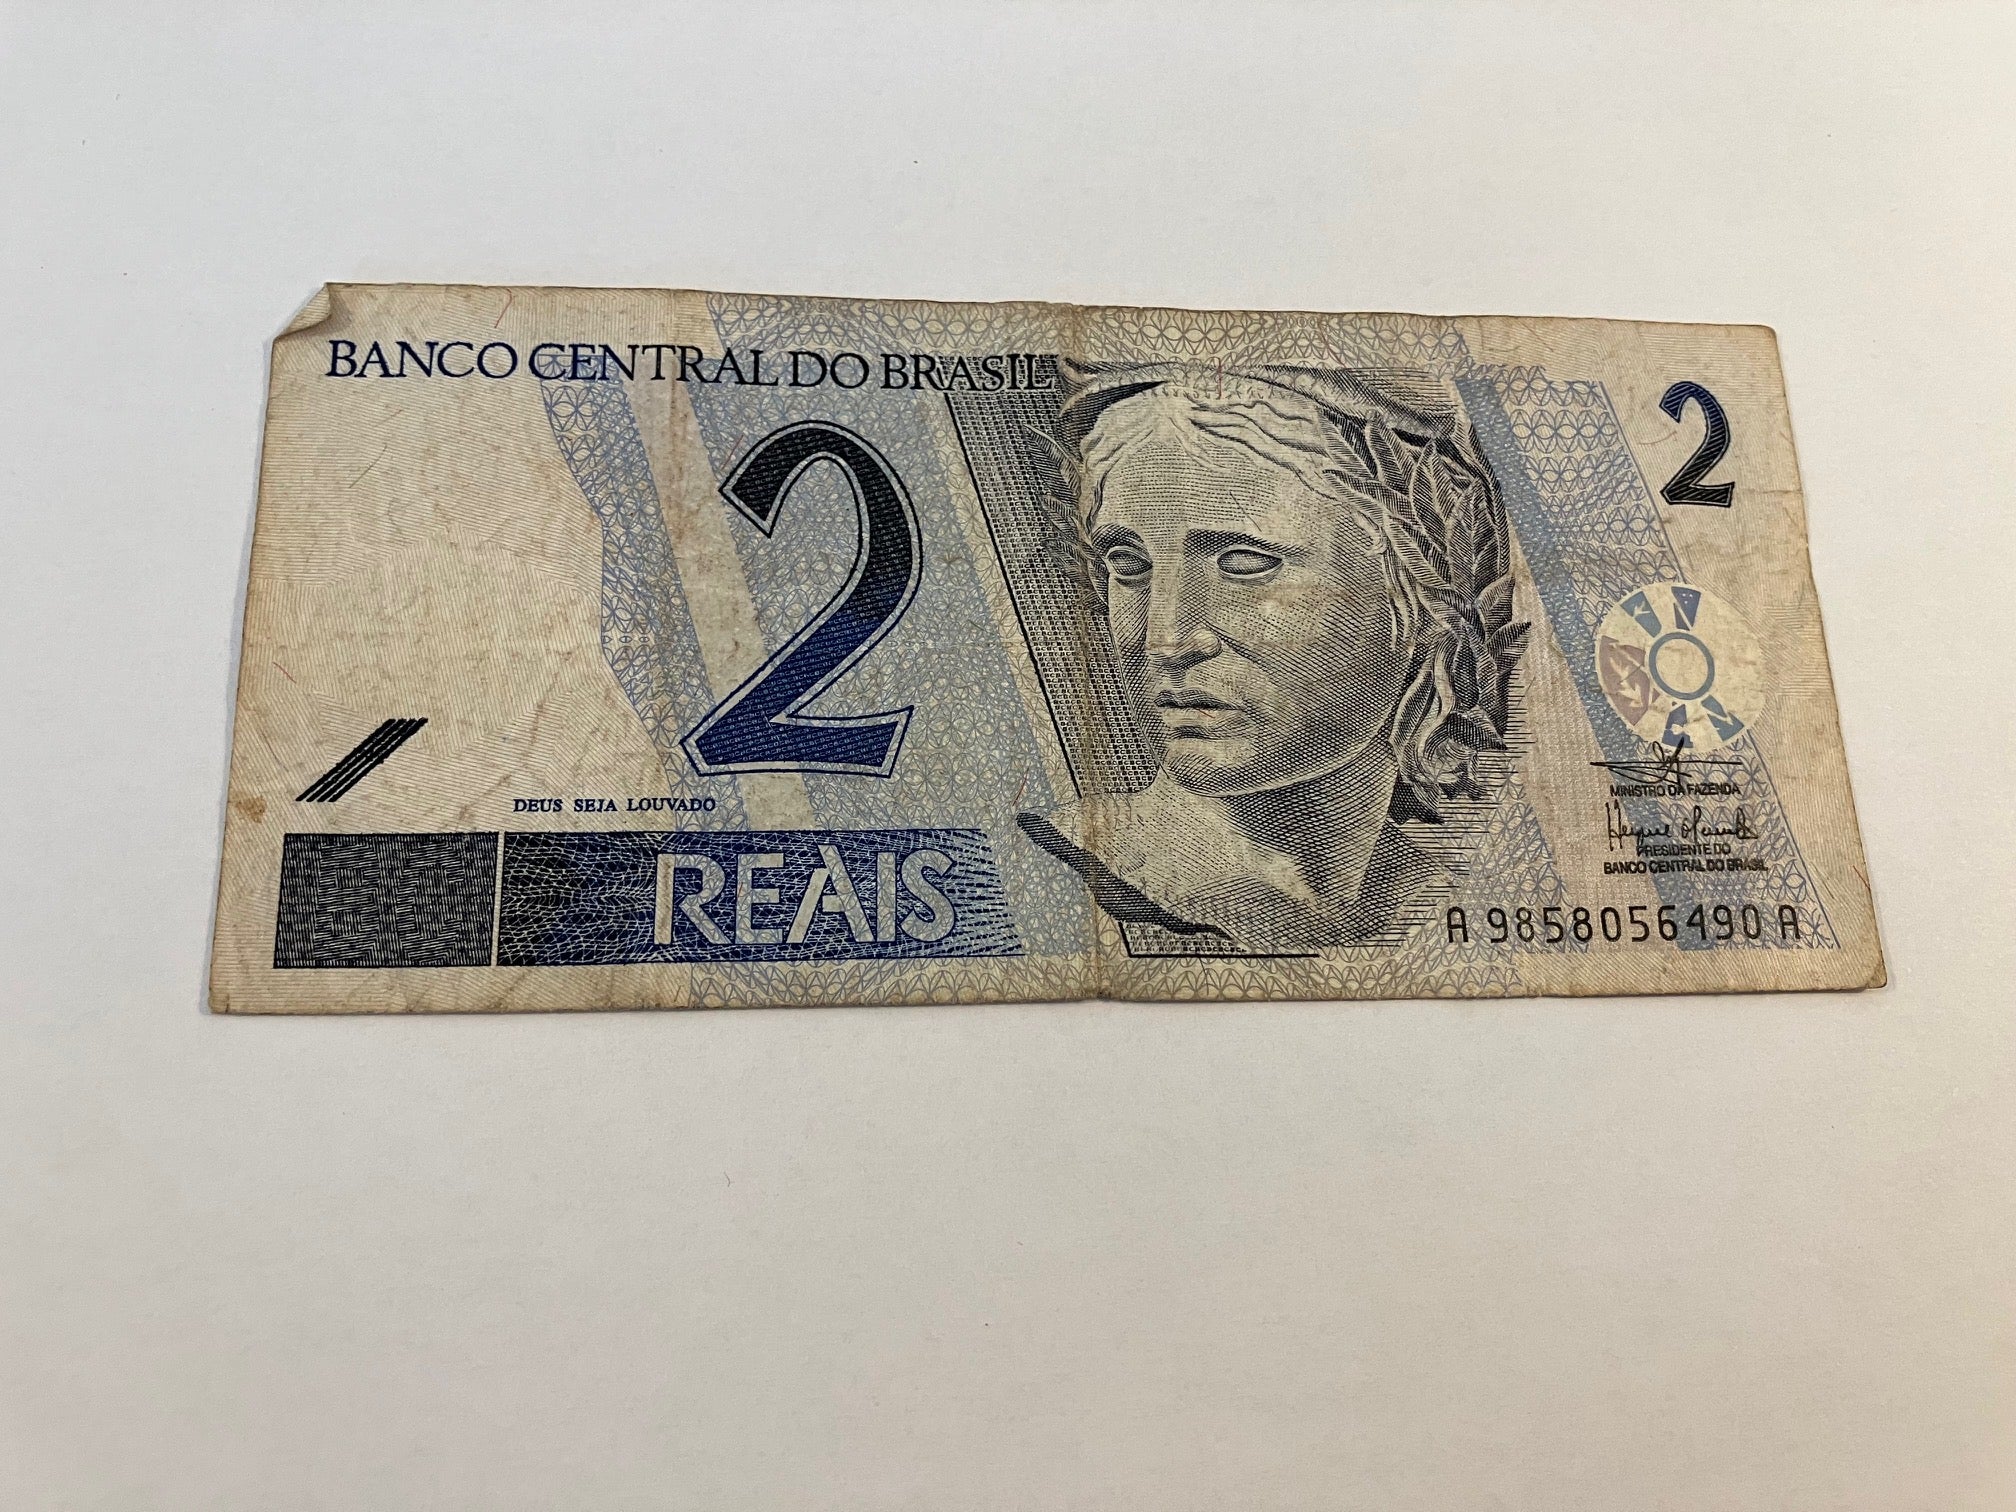 BANCO CENTRAL DO BRASIL
2
2
DEUS SEJA LOUVADO
REAIS
MINISTRO DA FAZENDA
PRESIDENTE DO
BANCO CENTRAL DO BRASIL
A 9858056490 A